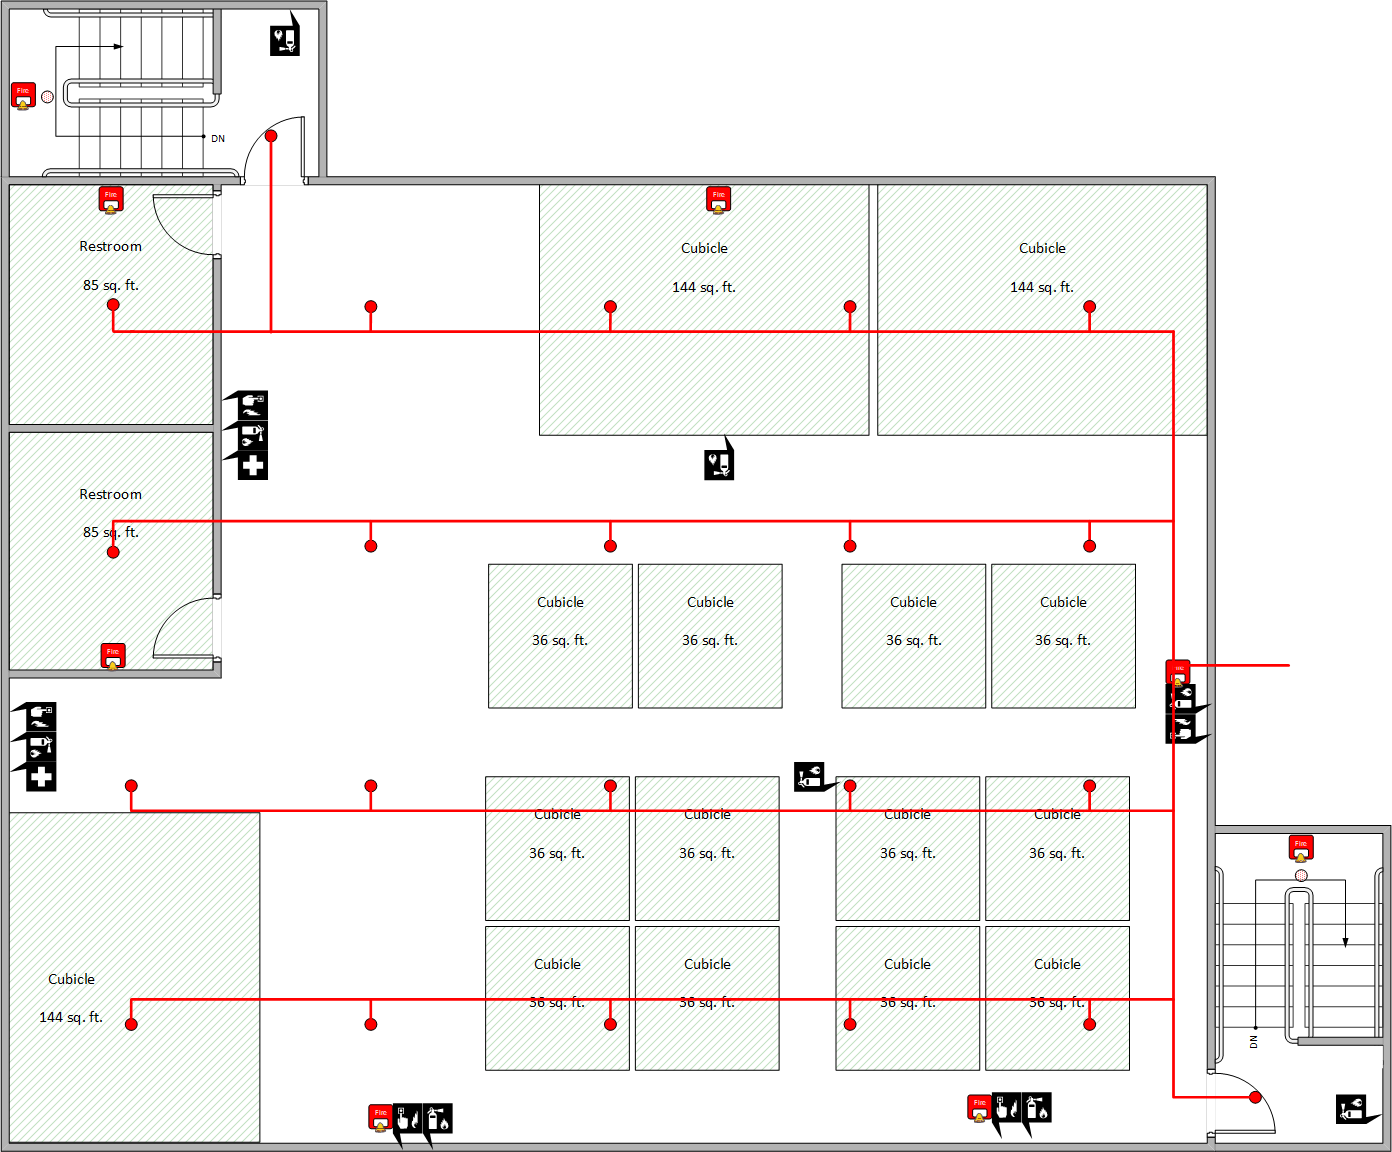 Fire
DN
Fire
Restroom
85 sq. ft.
Fire
Cubicle
144 sq. ft.
Cubicle
144 sq. ft.
Restroom
85 sq. ft.
Fire
Cubicle
36 sq. ft.
Cubicle
36 sq. ft.
Cubicle
36 sq. ft.
Cubicle
36 sq. ft.
Cubicle
36 sq. ft.
Cubicle
36 sq. ft.
Cubicle
36 sq. ft.
Cubicle
36 sq. ft.
Fire
Cubicle
144 sq. ft.
Cubicle
36 sq. ft.
Cubicle
36 sq. ft.
Cubicle
36 sq. ft.
Cubicle
36 sq. ft.
DN
Fire
Fire